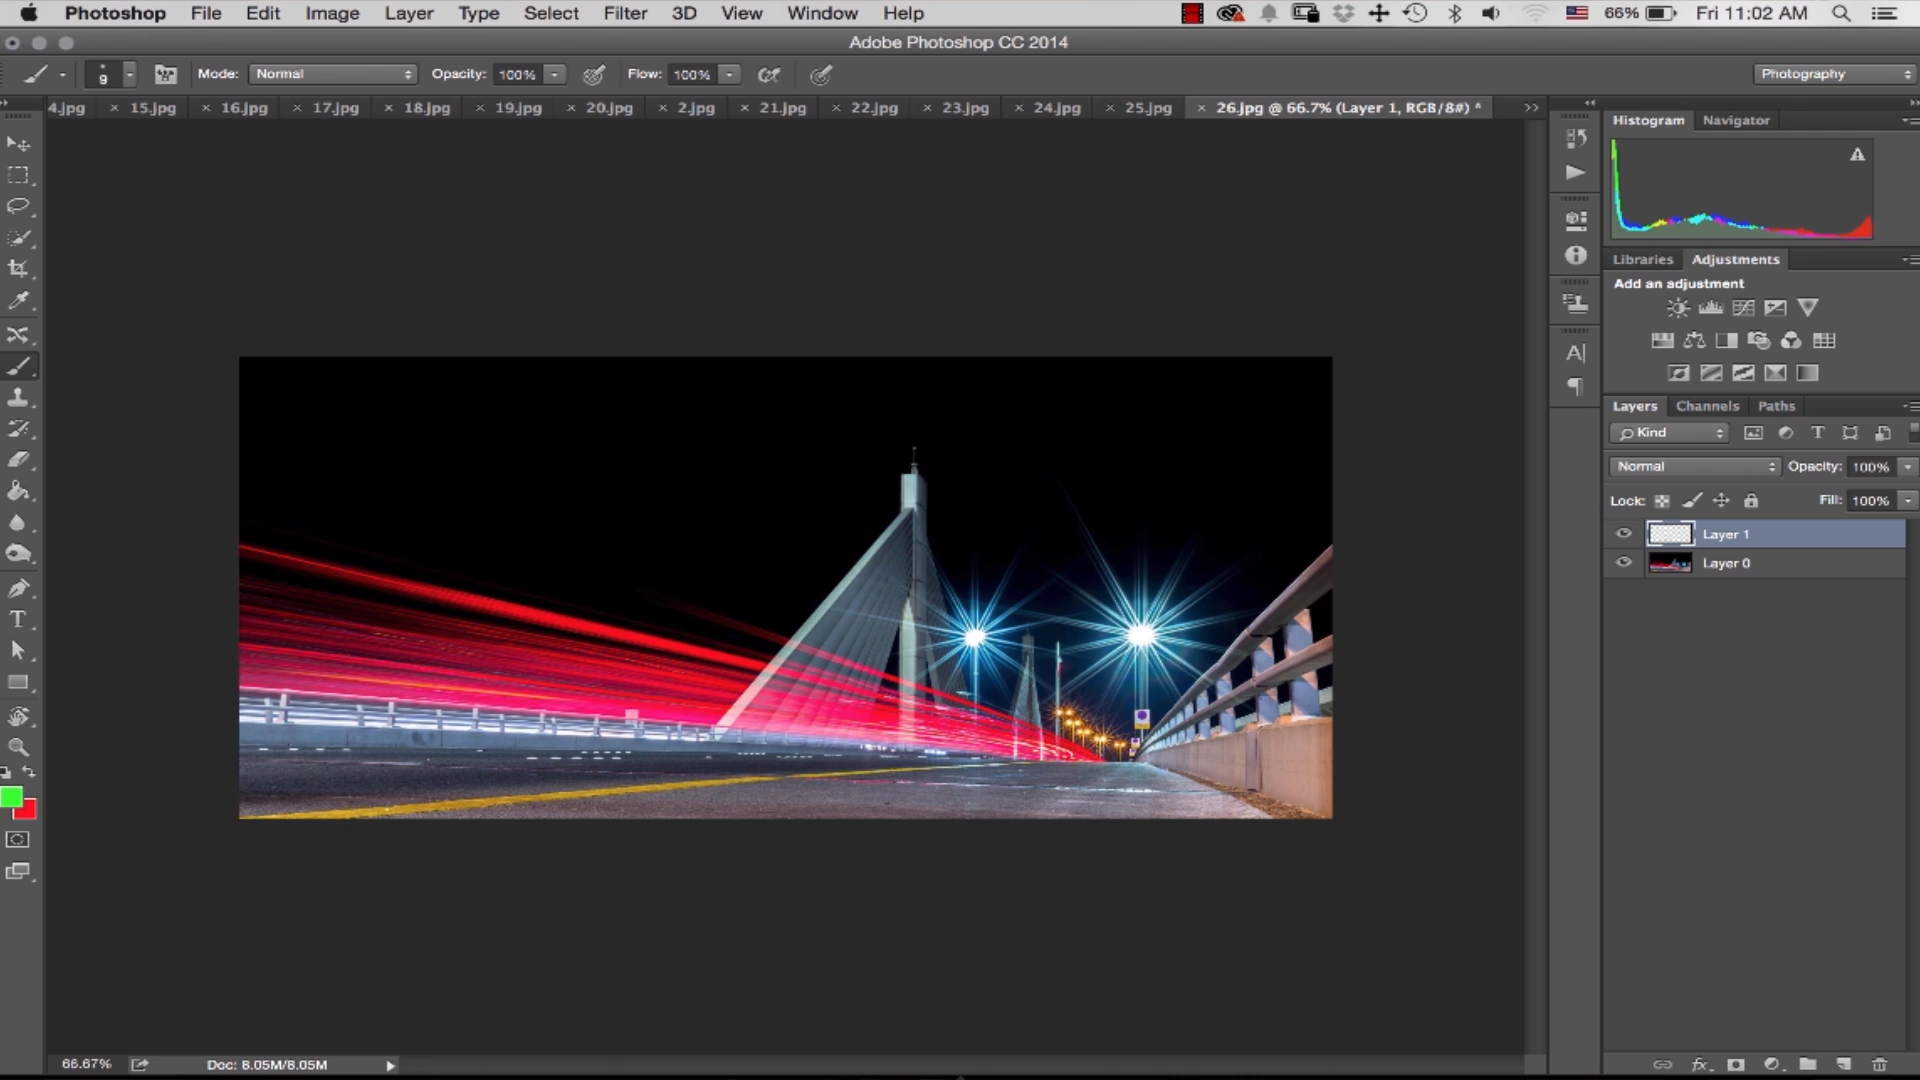 Photoshop File Edit Image Layer Type Select Filter 3D View Window Help 66% Fri 11:02 AM
Adobe Photoshop CC 2014
9 Mode: Normal Opacity: 100% Flow: 100% Photography
4.jpg × 15.jpg × 16.jpg × 17.jpg × 18.jpg × 19.jpg × 20.jpg × 2.jpg × 21.jpg × 22.jpg × 23.jpg × 24.jpg × 25.jpg × 26.jpg @ 66.7% (Layer 1, RGB/8#) * >>
Histogram Navigator
Libraries Adjustments
Add an adjustment
Layers Channels Paths
Kind
Normal Opacity: 100%
Lock: Fill: 100%
Layer 1
Layer 0
66.67% Doc: 8.05M/8.05M